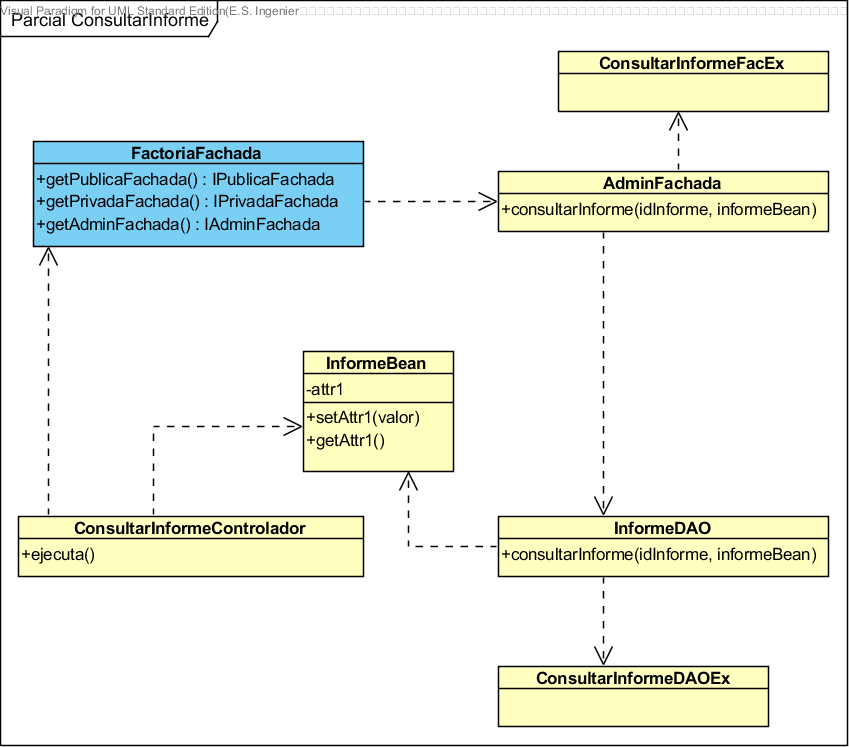 Visual Paradigm for UML Standard Edition(E.S. Ingenier
Parcial ConsultarInforme
ConsultarInformeFacEx
FactoriaFachada
+getPublicaFachada() : IPublicaFachada
+getPrivadaFachada() : IPrivadaFachada
+getAdminFachada() : IAdminFachada
AdminFachada
+consultarInforme(idInforme, informeBean)
InformeBean
-attr1
+setAttr1(valor)
+getAttr1()
ConsultarInformeControlador
+ejecuta()
InformeDAO
+consultarInforme(idInforme, informeBean)
ConsultarInformeDAOEx